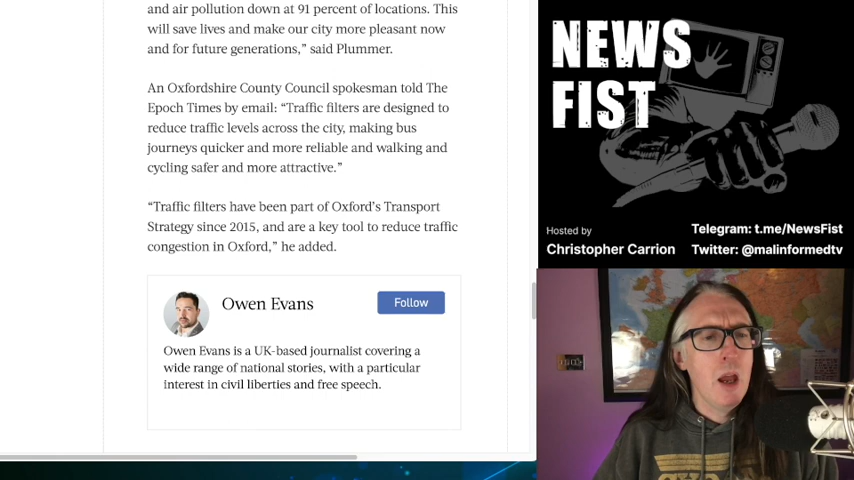 and air pollution down at 91 percent of locations. This
will save lives and make our city more pleasant now
and for future generations,” said Plummer.
An Oxfordshire County Council spokesman told The
Epoch Times by email: “Traffic filters are designed to
reduce traffic levels across the city, making bus
journeys quicker and more reliable and walking and
cycling safer and more attractive.”
“Traffic filters have been part of Oxford’s Transport
Strategy since 2015, and are a key tool to reduce traffic
congestion in Oxford,” he added.
Owen Evans
Follow
Owen Evans is a UK-based journalist covering a
wide range of national stories, with a particular
interest in civil liberties and free speech.
NEWS
FIST
Hosted by
Christopher Carrion
Telegram: t.me/NewsFist
Twitter: @malinformedtv